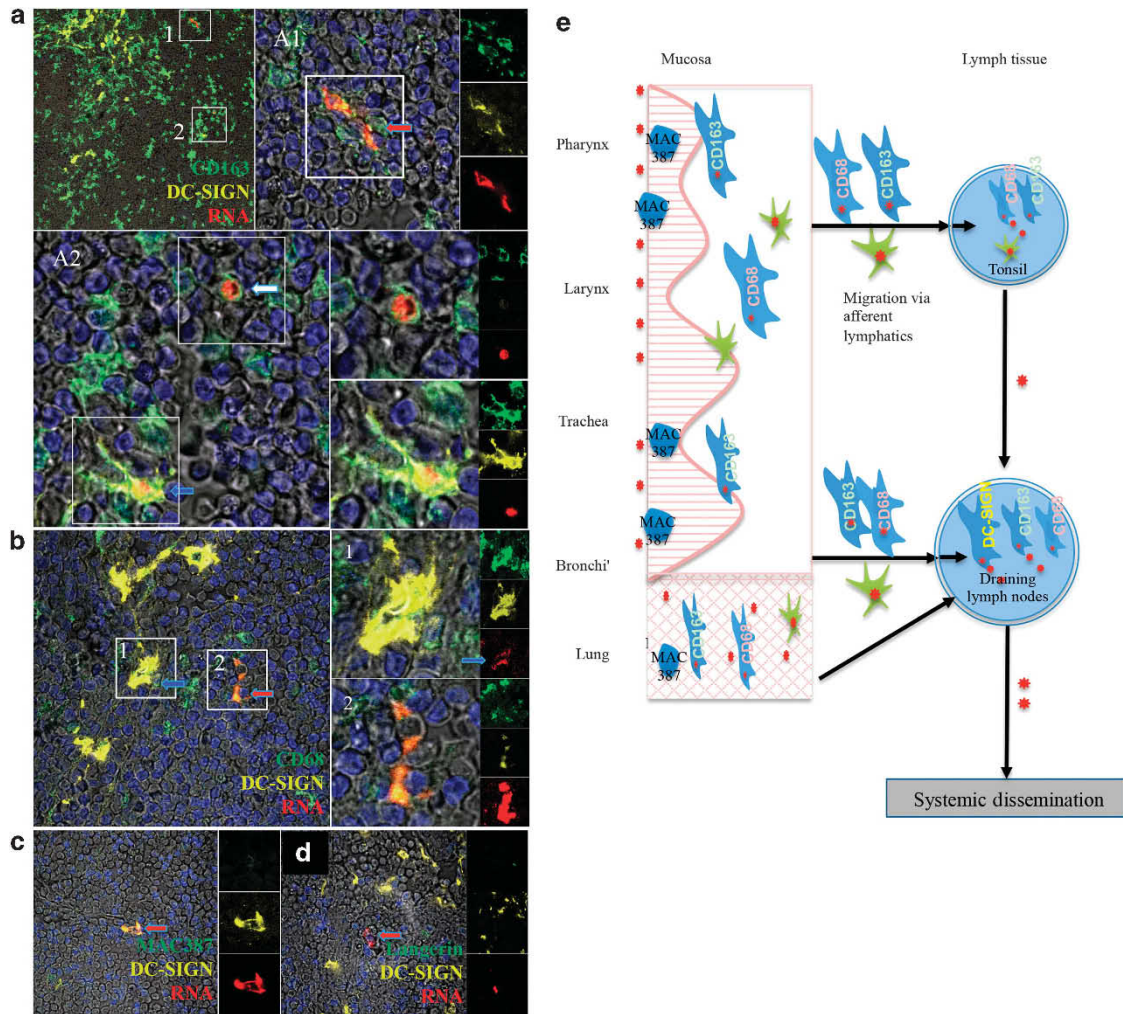 a
1
2
CD163
DC-SIGN
RNA
A1
A2
b
1
2
CD68
DC-SIGN
RNA
1
2
c
MAC387
DC-SIGN
RNA
d
Langerin
DC-SIGN
RNA
e
Mucosa
Lymph tissue
Pharynx
Larynx
Trachea
Bronchi'
Lung
MAC
387
CD163
MAC
387
CD68
MAC
387
CD163
MAC
387
MAC
387
CD163
CD68
CD68
CD163
Migration via
afferent
lymphatics
CD68
CD163
Tonsil
CD163
CD68
DC-SIGN
CD163
CD68
Draining
lymph nodes
Systemic dissemination